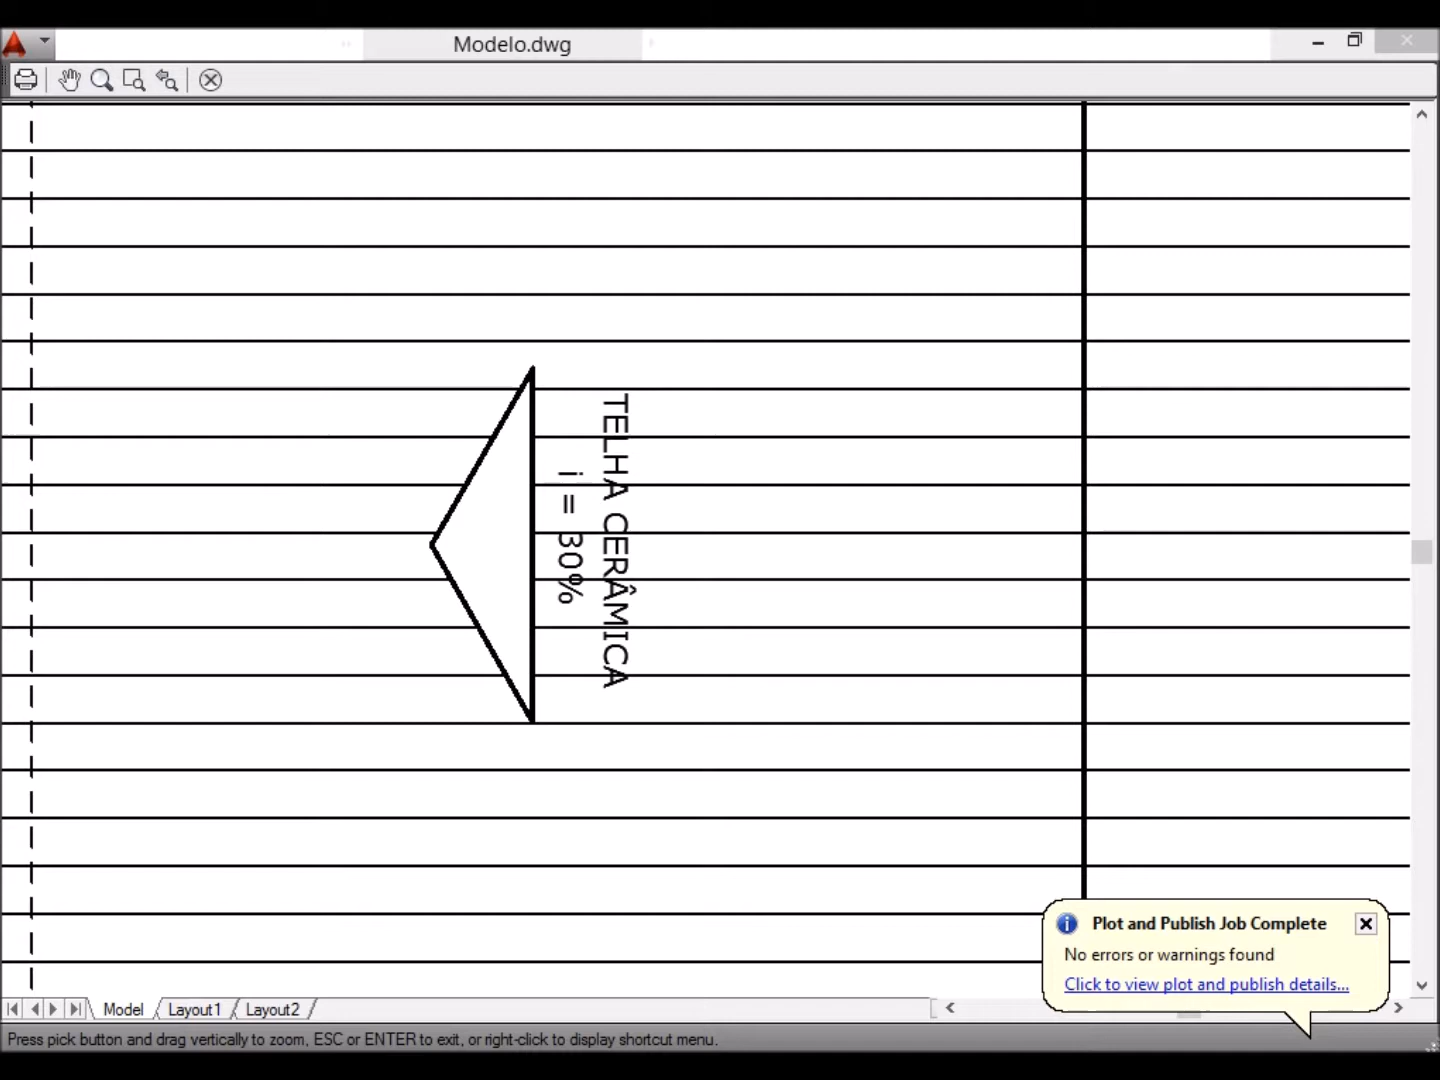 Modelo.dwg
TELHA CERÂMICA
i = 30%
Plot and Publish Job Complete
No errors or warnings found
Click to view plot and publish details...
Model
Layout1
Layout2
Press pick button and drag vertically to zoom, ESC or ENTER to exit, or right-click to display shortcut menu.